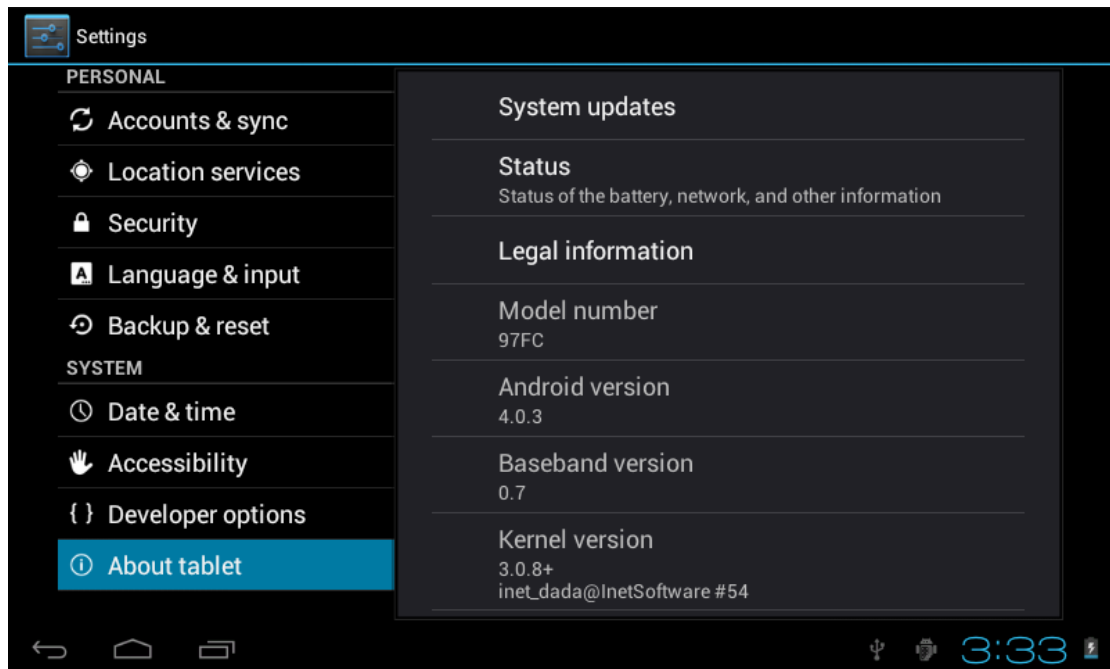 Settings
PERSONAL
Accounts & sync
Location services
Security
Language & input
Backup & reset
SYSTEM
Date & time
Accessibility
{ } Developer options
About tablet
System updates
Status
Status of the battery, network, and other information
Legal information
Model number
97FC
Android version
4.0.3
Baseband version
0.7
Kernel version
3.0.8+
inet_dada@InetSoftware #54
3:33